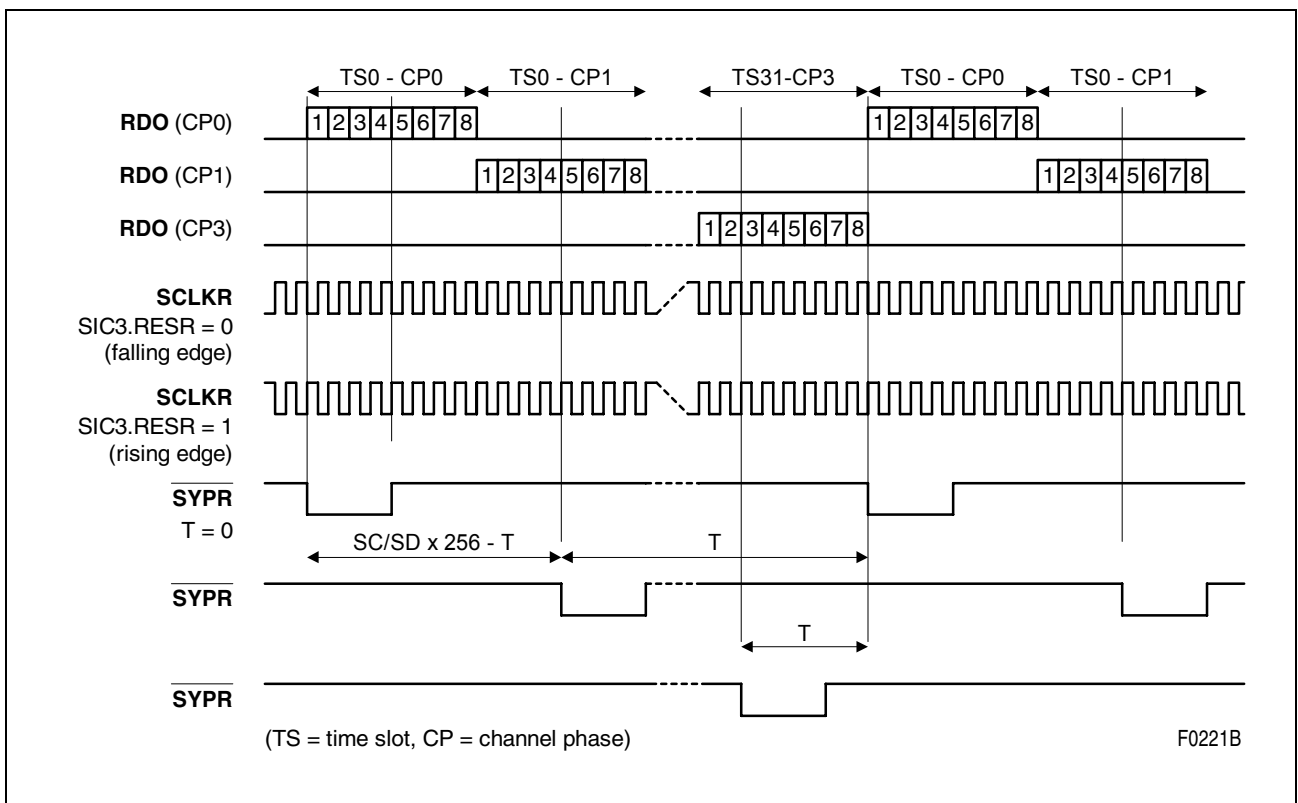 TS0 - CP0 TS0 - CP1 TS31-CP3 TS0 - CP0 TS0 - CP1
RDO (CP0) 1 2 3 4 5 6 7 8 1 2 3 4 5 6 7 8
RDO (CP1) 1 2 3 4 5 6 7 8 1 2 3 4 5 6 7 8
RDO (CP3) 1 2 3 4 5 6 7 8
SCLKR
SIC3.RESR = 0
(falling edge)
SCLKR
SIC3.RESR = 1
(rising edge)
SYPR
T = 0
SC/SD x 256 - T T
SYPR
T
SYPR
(TS = time slot, CP = channel phase) F0221B